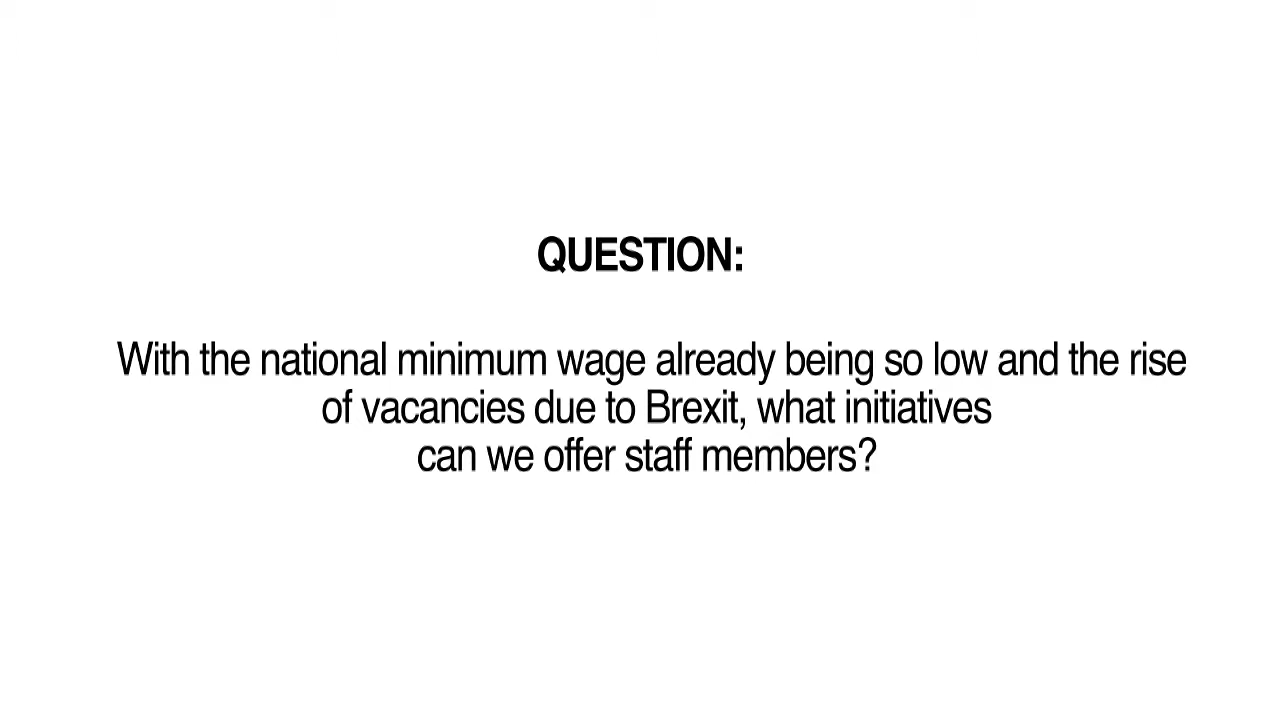 QUESTION:
With the national minimum wage already being so low and the rise
of vacancies due to Brexit, what initiatives
can we offer staff members?